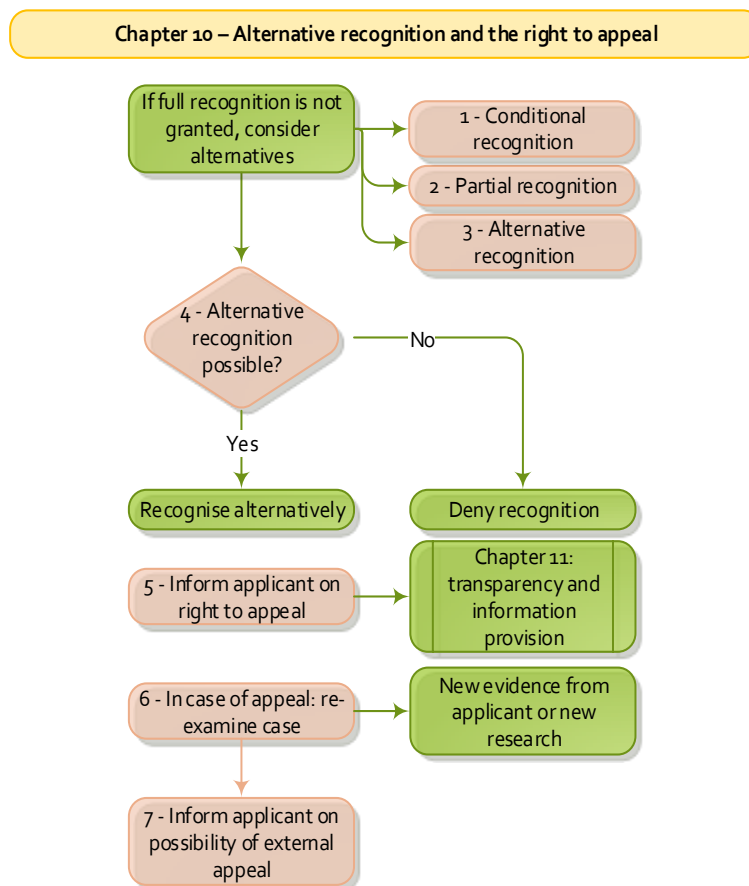 Chapter 10 – Alternative recognition and the right to appeal
If full recognition is not
granted, consider
alternatives
1 - Conditional
recognition
2 - Partial recognition
3 - Alternative
recognition
4 - Alternative
recognition
possible?
No
Yes
Recognise alternatively
Deny recognition
5 - Inform applicant on
right to appeal
Chapter 11:
transparency and
information
provision
6 - In case of appeal: re-
examine case
New evidence from
applicant or new
research
7 - Inform applicant on
possibility of external
appeal